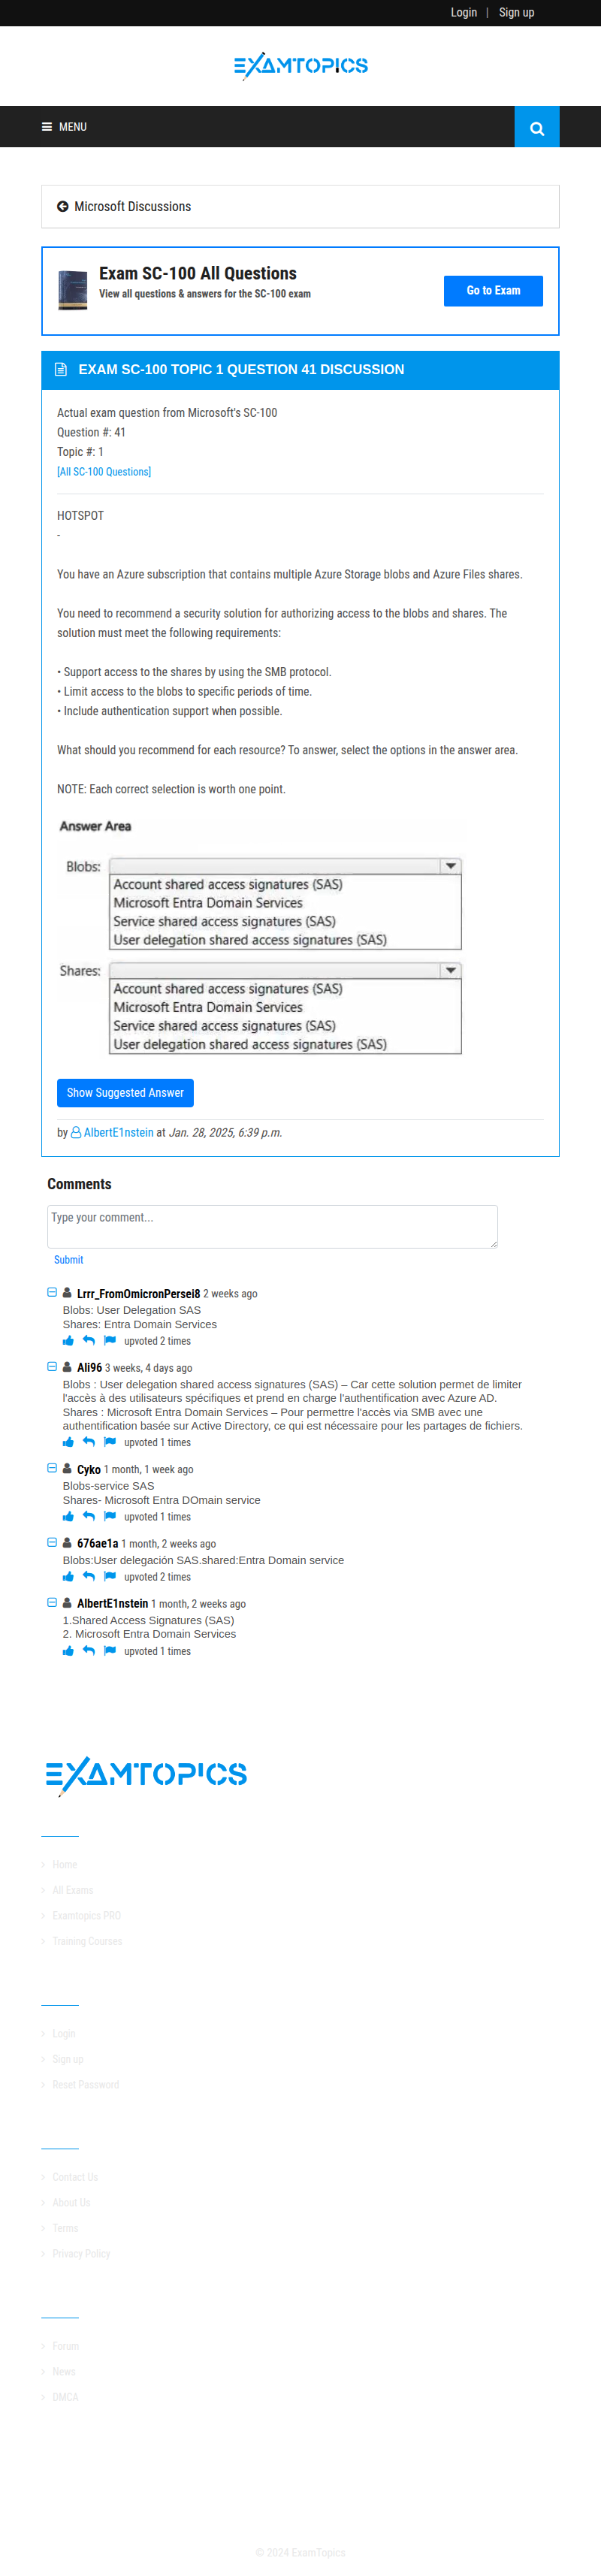 Login | Sign up
EXAMTOPICS
MENU
Microsoft Discussions
Exam SC-100 All Questions
View all questions & answers for the SC-100 exam
Go to Exam
EXAM SC-100 TOPIC 1 QUESTION 41 DISCUSSION
Actual exam question from Microsoft's SC-100
Question #: 41
Topic #: 1
[All SC-100 Questions]
HOTSPOT
-
You have an Azure subscription that contains multiple Azure Storage blobs and Azure Files shares.
You need to recommend a security solution for authorizing access to the blobs and shares. The
solution must meet the following requirements:
• Support access to the shares by using the SMB protocol.
• Limit access to the blobs to specific periods of time.
• Include authentication support when possible.
What should you recommend for each resource? To answer, select the options in the answer area.
NOTE: Each correct selection is worth one point.
Answer Area
Blobs:
Account shared access signatures (SAS)
Microsoft Entra Domain Services
Service shared access signatures (SAS)
User delegation shared access signatures (SAS)
Shares:
Account shared access signatures (SAS)
Microsoft Entra Domain Services
Service shared access signatures (SAS)
User delegation shared access signatures (SAS)
Show Suggested Answer
by AlbertE1nstein at Jan. 28, 2025, 6:39 p.m.
Comments
Type your comment...
Submit
Lrrr_FromOmicronPersei8 2 weeks ago
Blobs: User Delegation SAS
Shares: Entra Domain Services
upvoted 2 times
Ali96 3 weeks, 4 days ago
Blobs : User delegation shared access signatures (SAS) – Car cette solution permet de limiter
l'accès à des utilisateurs spécifiques et prend en charge l'authentification avec Azure AD.
Shares : Microsoft Entra Domain Services – Pour permettre l'accès via SMB avec une
authentification basée sur Active Directory, ce qui est nécessaire pour les partages de fichiers.
upvoted 1 times
Cyko 1 month, 1 week ago
Blobs-service SAS
Shares- Microsoft Entra DOmain service
upvoted 1 times
676ae1a 1 month, 2 weeks ago
Blobs:User delegación SAS.shared:Entra Domain service
upvoted 2 times
AlbertE1nstein 1 month, 2 weeks ago
1.Shared Access Signatures (SAS)
2. Microsoft Entra Domain Services
upvoted 1 times
EXAMTOPICS
Home
All Exams
Examtopics PRO
Training Courses
Login
Sign up
Reset Password
Contact Us
About Us
Terms
Privacy Policy
Forum
News
DMCA
© 2024 ExamTopics